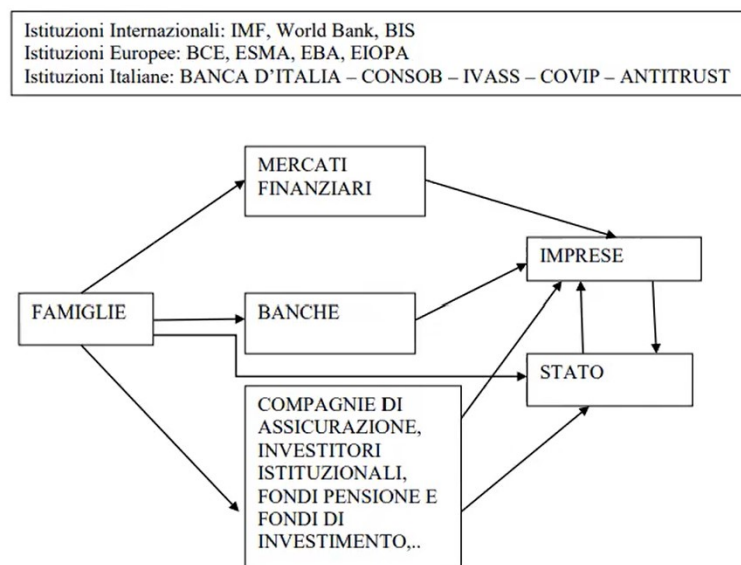 Istituzioni Internazionali: IMF, World Bank, BIS
Istituzioni Europee: BCE, ESMA, EBA, EIOPA
Istituzioni Italiane: BANCA D'ITALIA – CONSOB – IVASS – COVIP – ANTITRUST
MERCATI
FINANZIARI
IMPRESE
FAMIGLIE
BANCHE
STATO
COMPAGNIE DI
ASSICURAZIONE,
INVESTITORI
ISTITUZIONALI,
FONDI PENSIONE E
FONDI DI
INVESTIMENTO,..